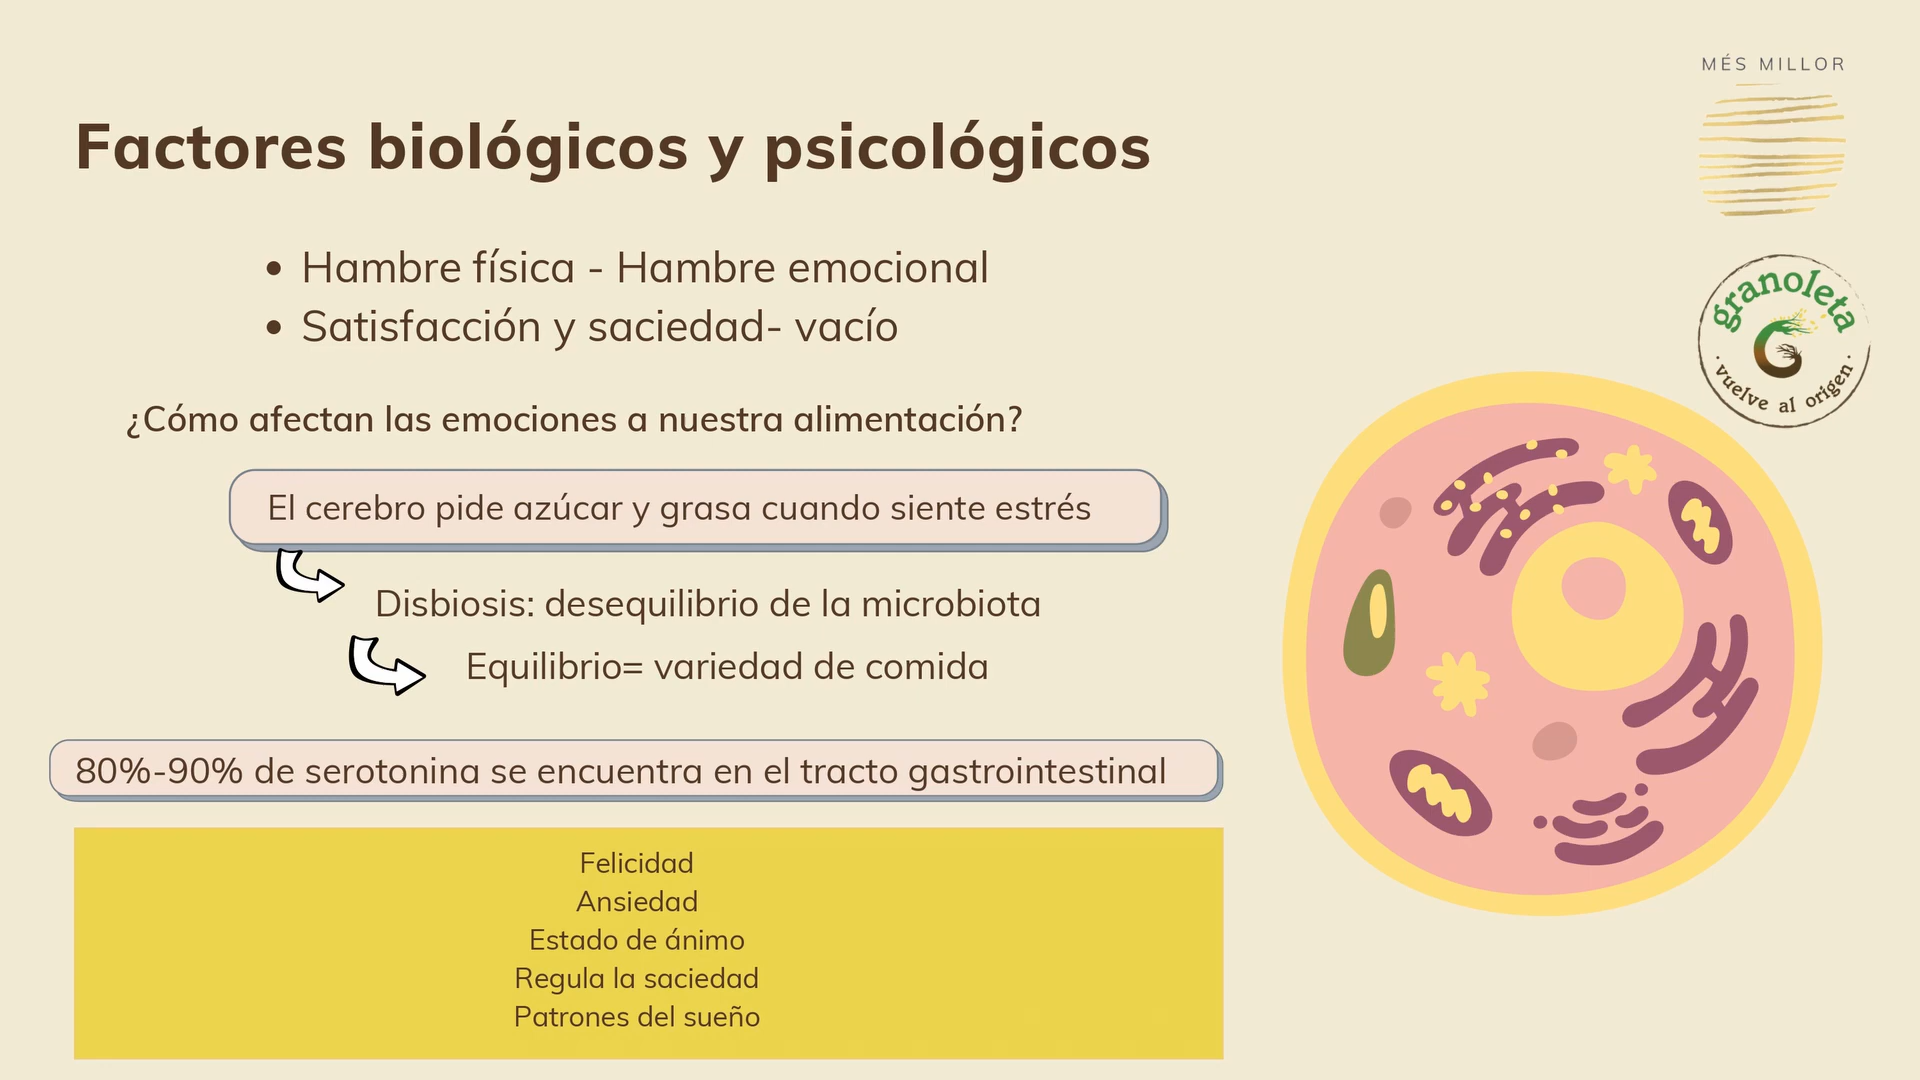 MÉS MILLOR
Factores biológicos y psicológicos
granoleta
· vuelve al origen ·
• Hambre física - Hambre emocional
• Satisfacción y saciedad- vacío
¿Cómo afectan las emociones a nuestra alimentación?
El cerebro pide azúcar y grasa cuando siente estrés
Disbiosis: desequilibrio de la microbiota
Equilibrio= variedad de comida
80%-90% de serotonina se encuentra en el tracto gastrointestinal
Felicidad
Ansiedad
Estado de ánimo
Regula la saciedad
Patrones del sueño